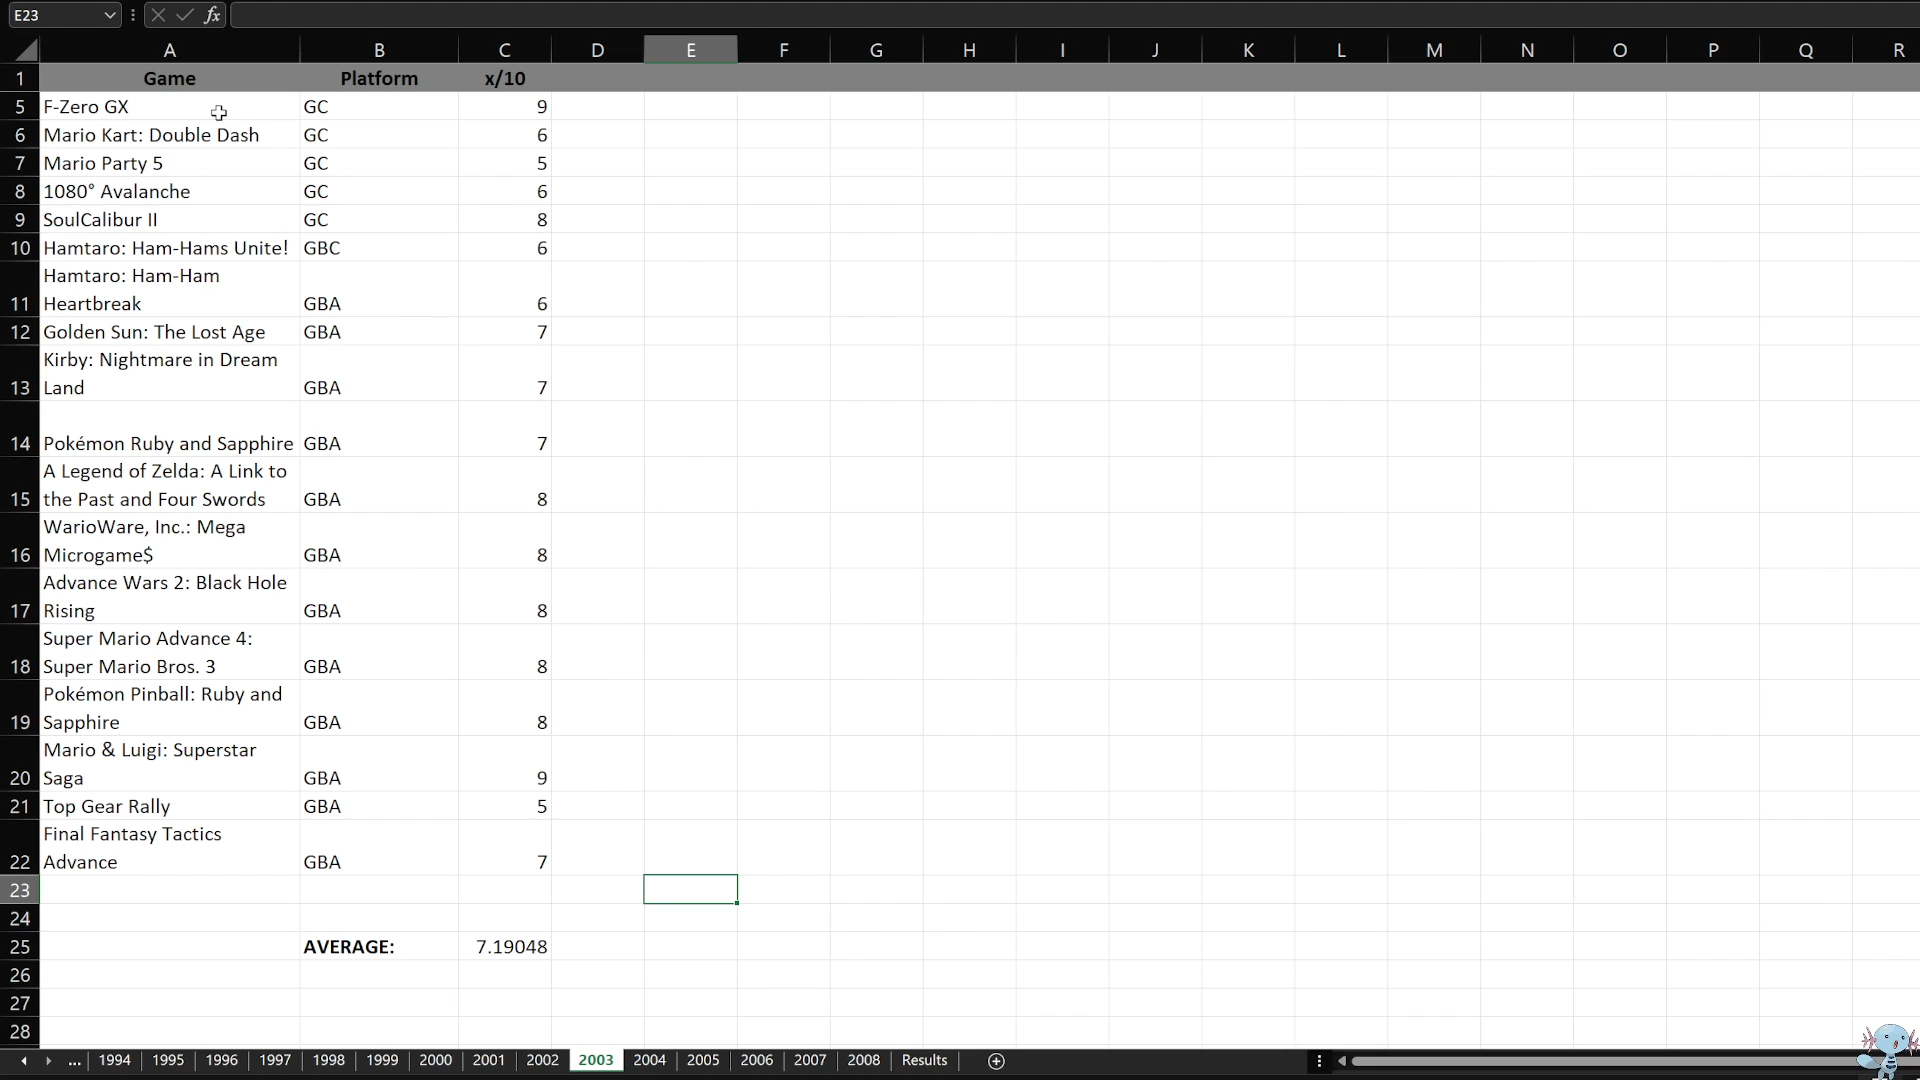 E23 fx
A B C D E F G H I J K L M N O P Q R
1 Game Platform x/10
5 F-Zero GX GC 9
6 Mario Kart: Double Dash GC 6
7 Mario Party 5 GC 5
8 1080° Avalanche GC 6
9 SoulCalibur II GC 8
10 Hamtaro: Ham-Hams Unite! GBC 6
Hamtaro: Ham-Ham
11 Heartbreak GBA 6
12 Golden Sun: The Lost Age GBA 7
Kirby: Nightmare in Dream
13 Land GBA 7
14 Pokémon Ruby and Sapphire GBA 7
A Legend of Zelda: A Link to
15 the Past and Four Swords GBA 8
WarioWare, Inc.: Mega
16 Microgame$ GBA 8
Advance Wars 2: Black Hole
17 Rising GBA 8
Super Mario Advance 4:
18 Super Mario Bros. 3 GBA 8
Pokémon Pinball: Ruby and
19 Sapphire GBA 8
Mario & Luigi: Superstar
20 Saga GBA 9
21 Top Gear Rally GBA 5
Final Fantasy Tactics
22 Advance GBA 7
23
24
25 AVERAGE: 7.19048
26
27
28
... 1994 1995 1996 1997 1998 1999 2000 2001 2002 2003 2004 2005 2006 2007 2008 Results